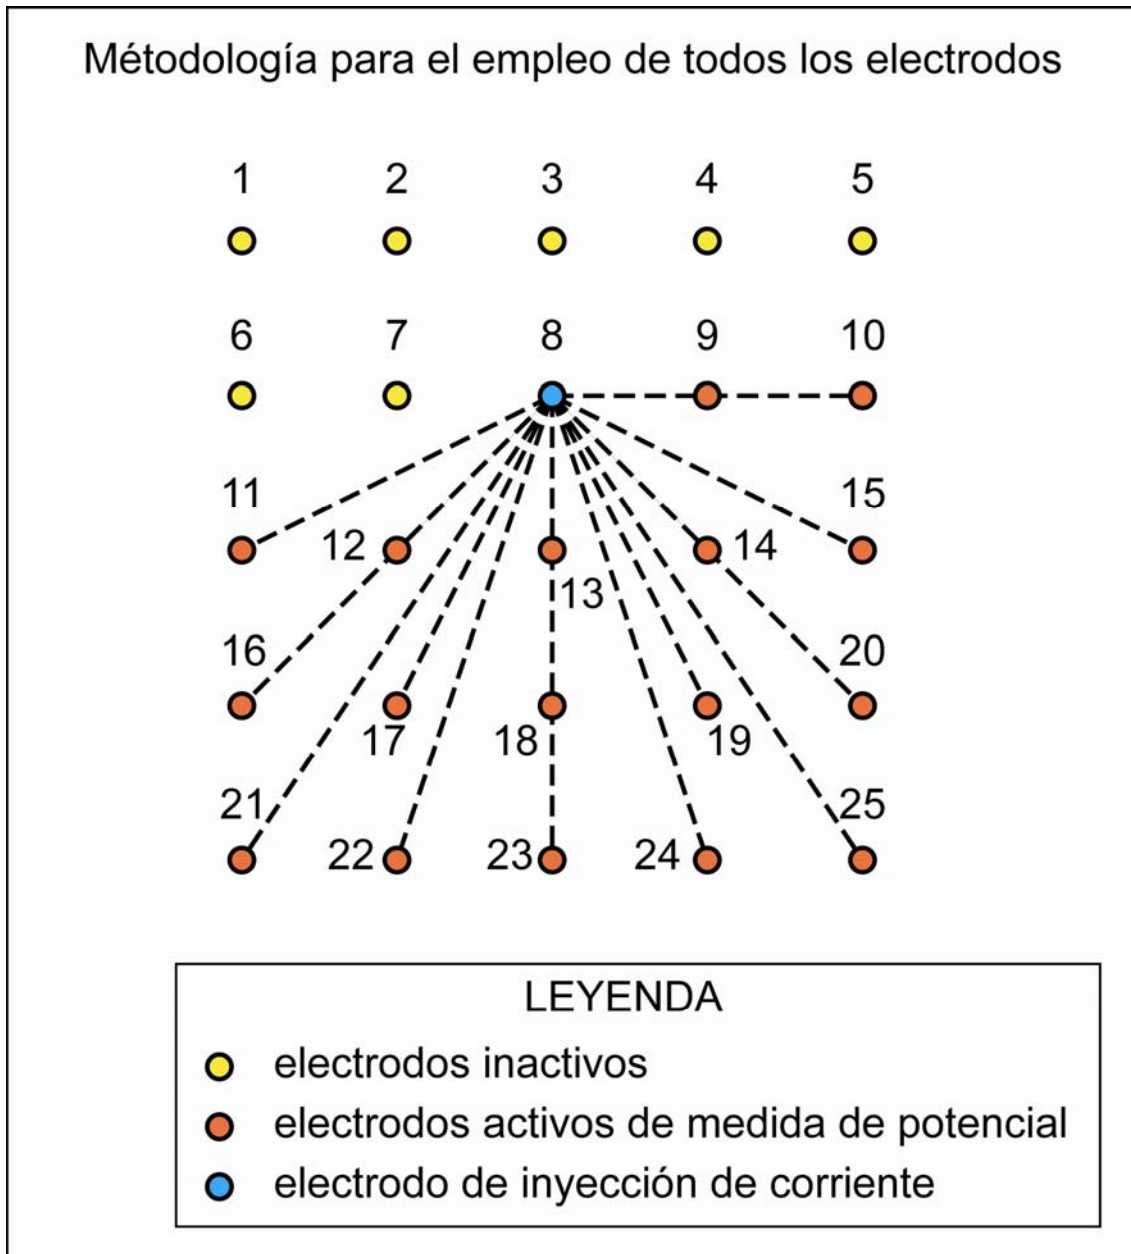 Métodología para el empleo de todos los electrodos
1 2 3 4 5
6 7 8 9 10
11 15
12 14
13
16 20
17 18 19
21 25
22 23 24
LEYENDA
electrodos inactivos
electrodos activos de medida de potencial
electrodo de inyección de corriente